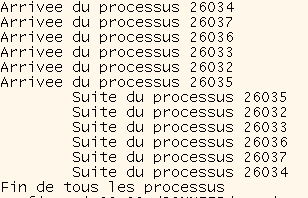 Arrivee du processus 26034
Arrivee du processus 26037
Arrivee du processus 26036
Arrivee du processus 26033
Arrivee du processus 26032
Arrivee du processus 26035
Suite du processus 26035
Suite du processus 26032
Suite du processus 26033
Suite du processus 26036
Suite du processus 26037
Suite du processus 26034
Fin de tous les processus